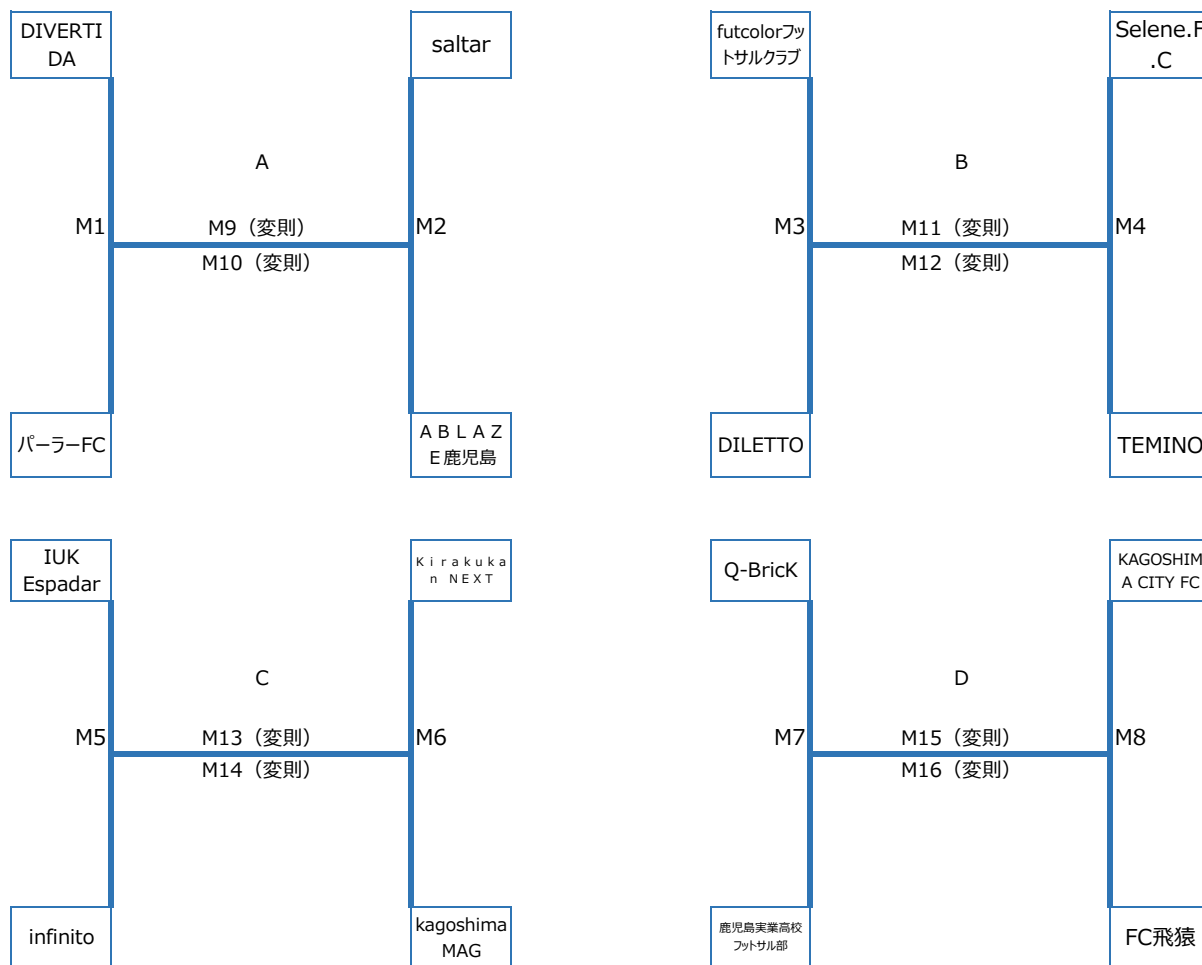 DIVERTI
DA
saltar
futcolorフッ
トサルクラブ
Selene.F
.C
A
B
M1
M9（変則）
M2
M3
M11（変則）
M4
M10（変則）
M12（変則）
パーラーFC
ＡＢＬＡＺ
Ｅ鹿児島
DILETTO
TEMINO
IUK
Espadar
Ｋｉｒａｋｕｋａ
ｎ ＮＥＸＴ
Q-BricK
KAGOSHIM
A CITY FC
C
D
M5
M13（変則）
M6
M7
M15（変則）
M8
M14（変則）
M16（変則）
infinito
kagoshima
MAG
鹿児島実業高校
フットサル部
FC飛猿